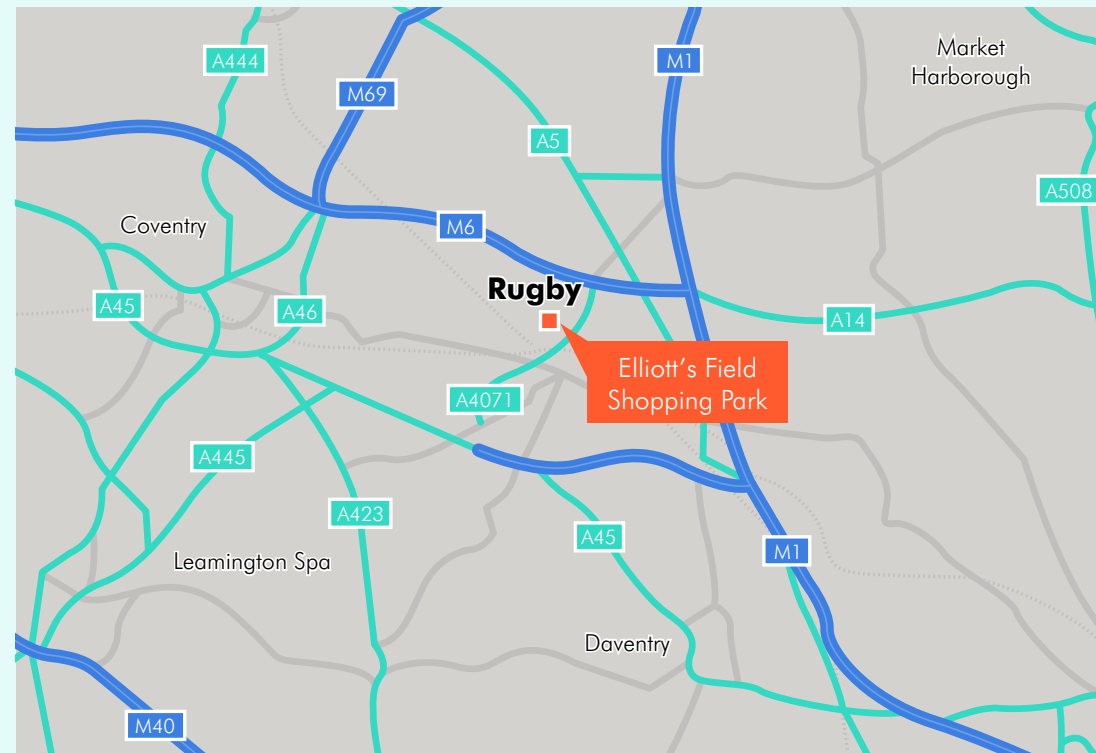 Market
Harborough
A444
M1
M69
A5
A508
Coventry
M6
Rugby
A45
A46
A14
Elliott's Field
Shopping Park
A4071
A445
A423
A45
M1
Leamington Spa
Daventry
M40